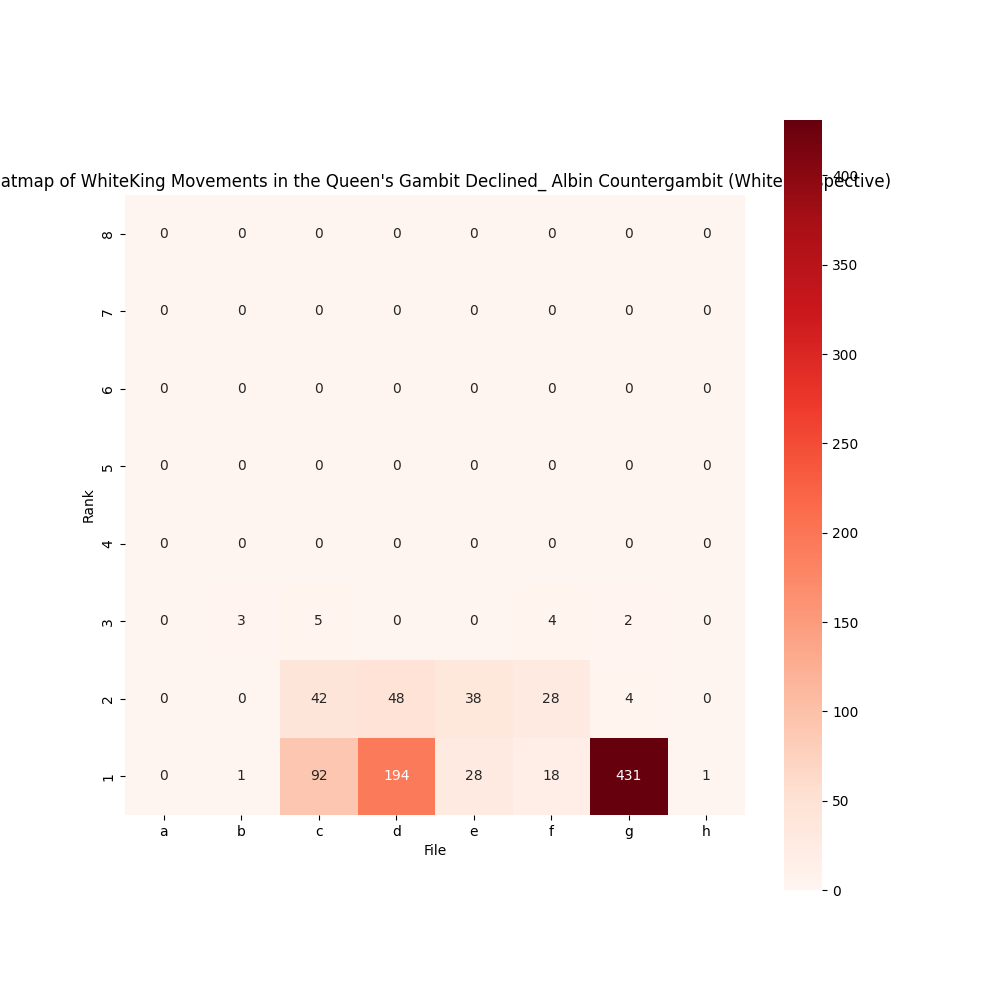 atmap of WhiteKing Movements in the Queen's Gambit Declined_ Albin Countergambit (White spective)
8 0 0 0 0 0 0 0 0
7 0 0 0 0 0 0 0 0
6 0 0 0 0 0 0 0 0
5 0 0 0 0 0 0 0 0
4 0 0 0 0 0 0 0 0
3 0 3 5 0 0 4 2 0
2 0 0 42 48 38 28 4 0
1 0 1 92 194 28 18 431 1
a b c d e f g h
File
Rank
400
350
300
250
200
150
100
50
0